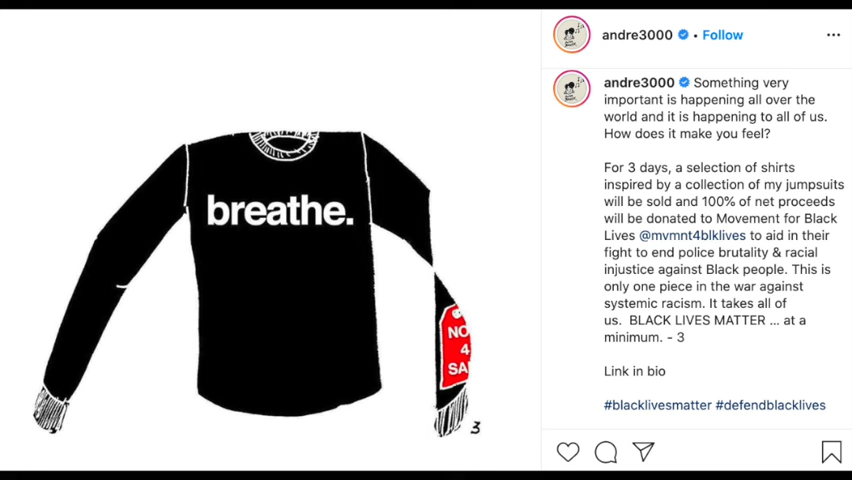 breathe.
NO
4
SA
3
andre3000 • Follow
andre3000 Something very
important is happening all over the
world and it is happening to all of us.
How does it make you feel?
For 3 days, a selection of shirts
inspired by a collection of my jumpsuits
will be sold and 100% of net proceeds
will be donated to Movement for Black
Lives @mvmnt4blklives to aid in their
fight to end police brutality & racial
injustice against Black people. This is
only one piece in the war against
systemic racism. It takes all of
us. BLACK LIVES MATTER ... at a
minimum. - 3
Link in bio
#blacklivesmatter #defendblacklives